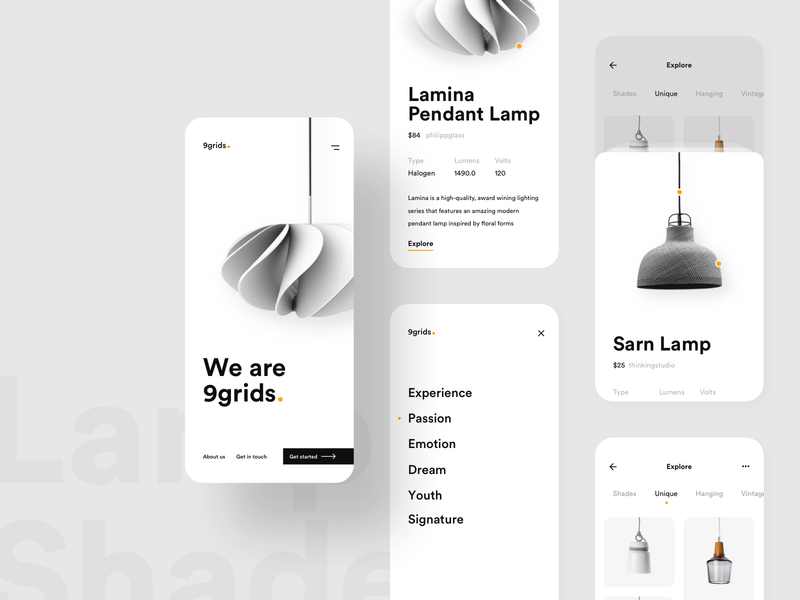 9grids.
We are
9grids.
About us
Get in touch
Get started
Lamina
Pendant Lamp
$84 philippglass
Type Lumens Volts
Halogen 1490.0 120
Lamina is a high-quality, award wining lighting
series that features an amazing modern
pendant lamp inspired by floral forms
Explore
9grids.
Experience
Passion
Emotion
Dream
Youth
Signature
Explore
Shades Unique Hanging Vintag
Sarn Lamp
$25 thinkingstudio
Type Lumens Volts
Explore
Shades Unique Hanging Vintag
Lamp
Shade